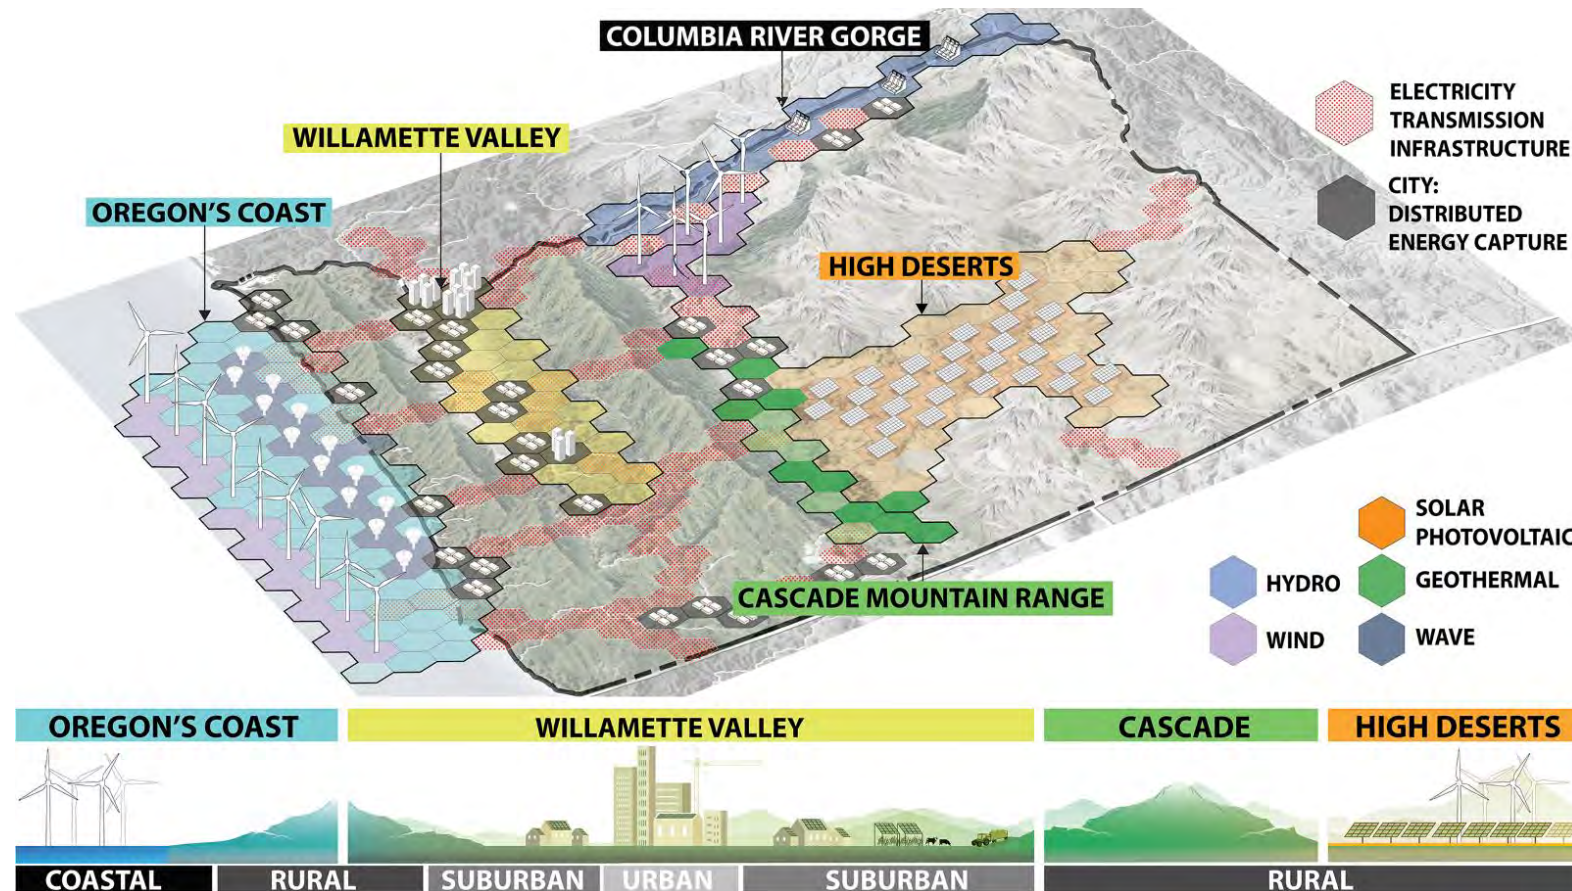 COLUMBIA RIVER GORGE
WILLAMETTE VALLEY
OREGON'S COAST
HIGH DESERTS
CASCADE MOUNTAIN RANGE
ELECTRICITY
TRANSMISSION
INFRASTRUCTURE
CITY:
DISTRIBUTED
ENERGY CAPTURE
SOLAR
PHOTOVOLTAIC
HYDRO
GEOTHERMAL
WIND
WAVE
OREGON'S COAST
WILLAMETTE VALLEY
CASCADE
HIGH DESERTS
COASTAL
RURAL
SUBURBAN
URBAN
SUBURBAN
RURAL